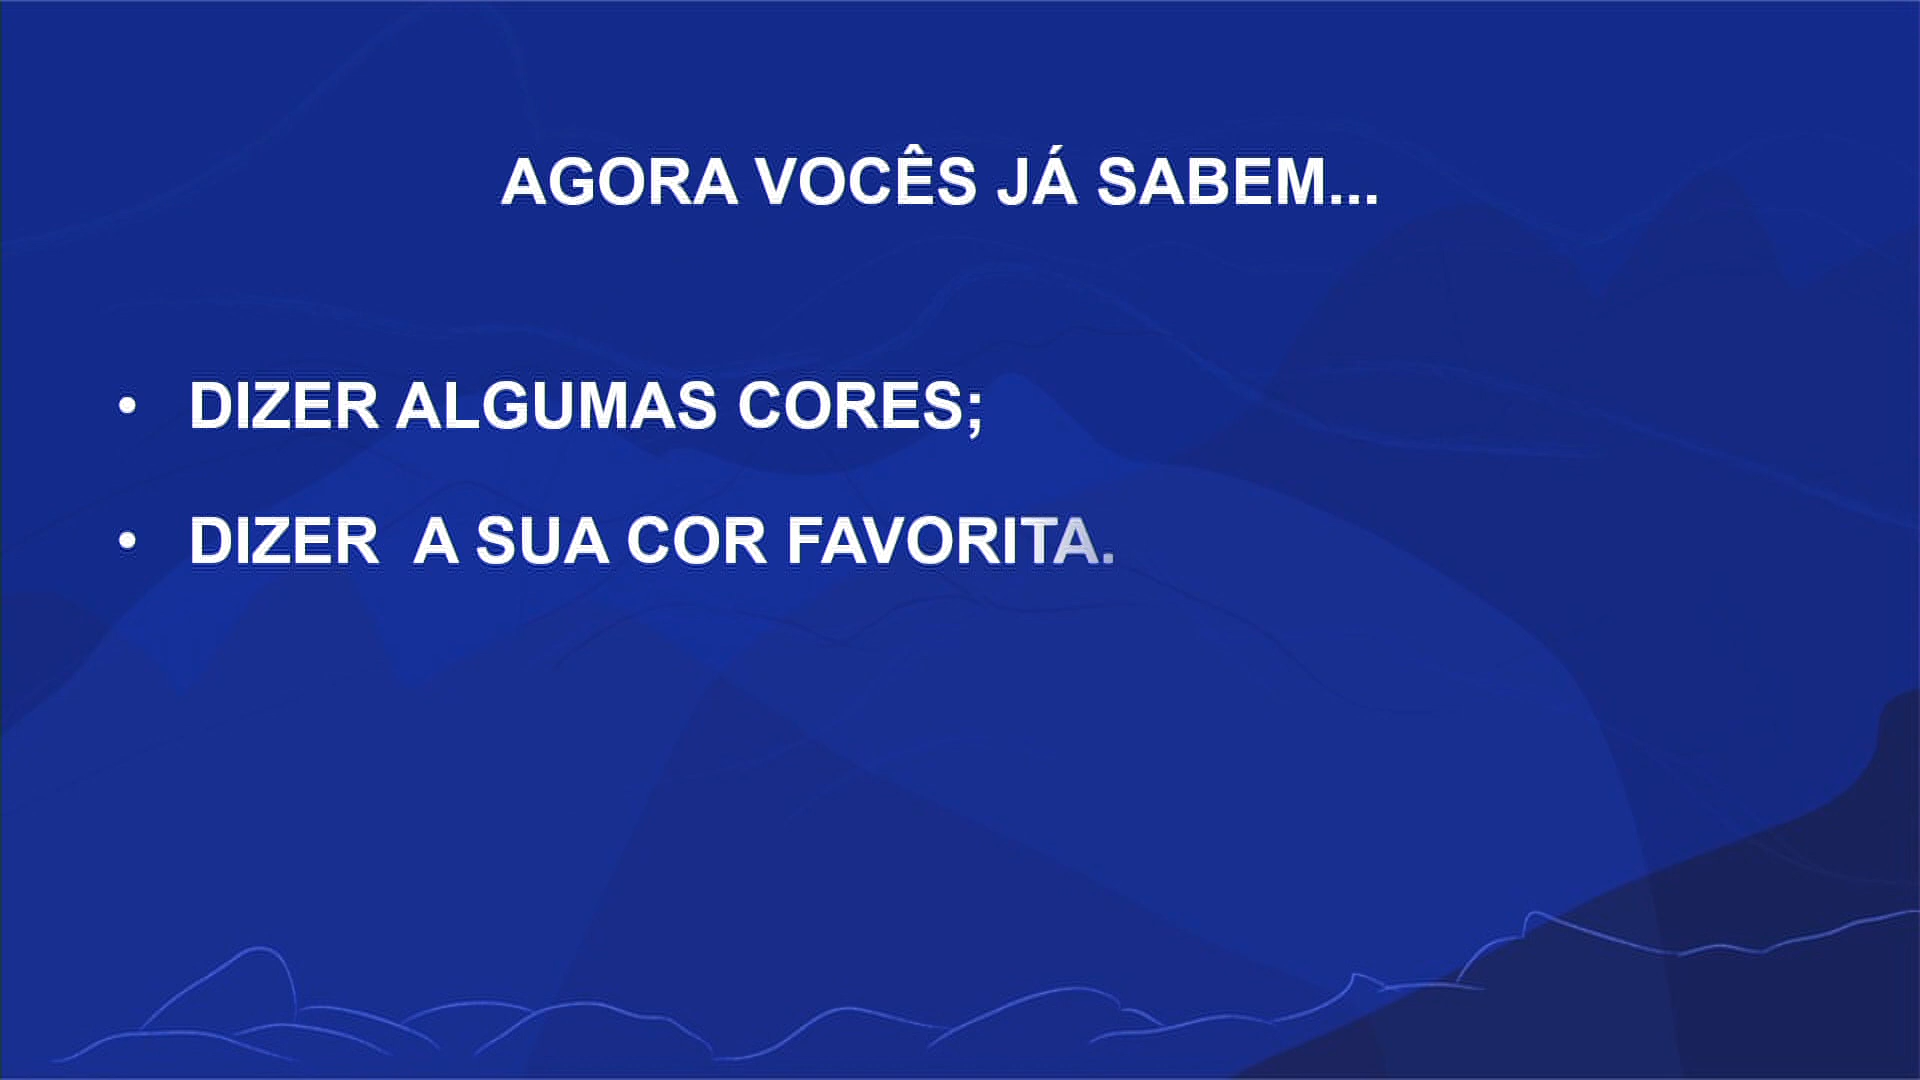 AGORA VOCÊS JÁ SABEM...
• DIZER ALGUMAS CORES;
• DIZER A SUA COR FAVORITA.